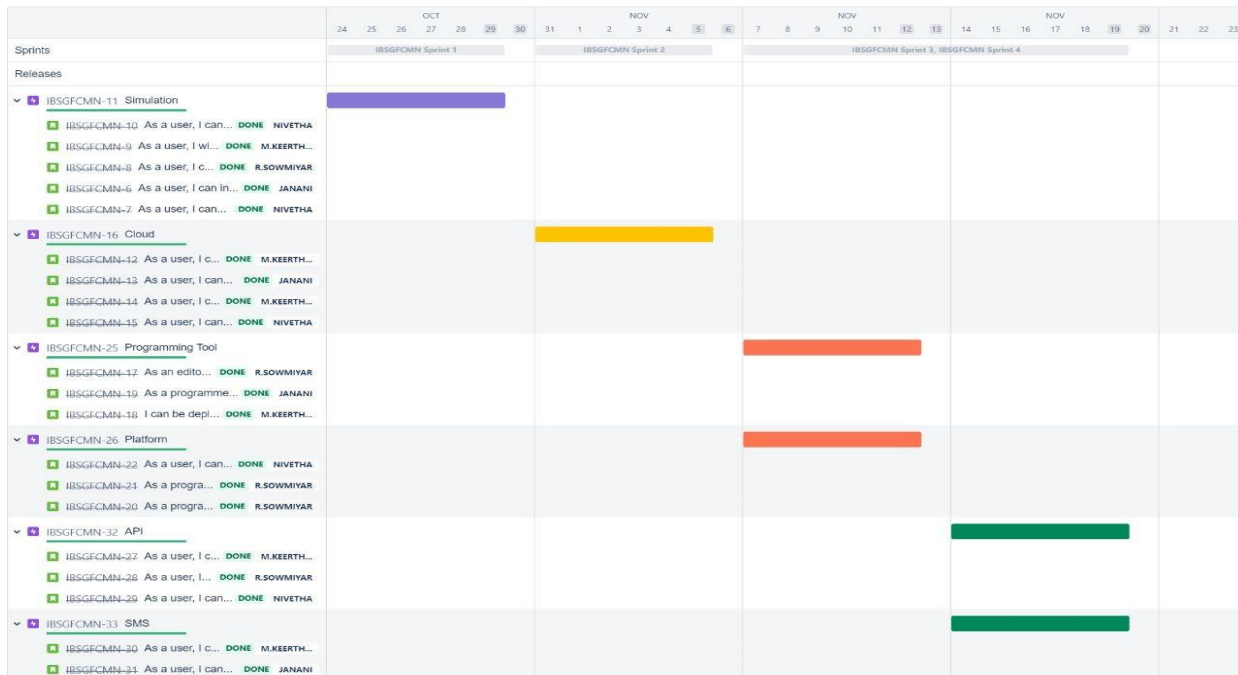 OCT NOV NOV NOV
24 25 26 27 28 29 30 31 1 2 3 4 5 6 7 8 9 10 11 12 13 14 15 16 17 18 19 20 21 22 23
Sprints IBSGFCMN Sprint 1 IBSGFCMN Sprint 2 IBSGFCMN Sprint 3, IBSGFCMN Sprint 4
Releases
IBSGFCMN-11 Simulation
IBSGFCMN-10 As a user, I can... DONE NIVETHA
IBSGFCMN-9 As a user, I wi... DONE M.KEERTH...
IBSGFCMN-8 As a user, I c... DONE R.SOWMIYAR
IBSGFCMN-6 As a user, I can in... DONE JANANI
IBSGFCMN-7 As a user, I can... DONE NIVETHA
IBSGFCMN-16 Cloud
IBSGFCMN-12 As a user, I c... DONE M.KEERTH...
IBSGFCMN-13 As a user, I can... DONE JANANI
IBSGFCMN-14 As a user, I c... DONE M.KEERTH...
IBSGFCMN-15 As a user, I can... DONE NIVETHA
IBSGFCMN-25 Programming Tool
IBSGFCMN-17 As an edito... DONE R.SOWMIYAR
IBSGFCMN-19 As a programme... DONE JANANI
IBSGFCMN-18 I can be depl... DONE M.KEERTH...
IBSGFCMN-26 Platform
IBSGFCMN-22 As a user, I can... DONE NIVETHA
IBSGFCMN-21 As a progra... DONE R.SOWMIYAR
IBSGFCMN-20 As a progra... DONE R.SOWMIYAR
IBSGFCMN-32 API
IBSGFCMN-27 As a user, I c... DONE M.KEERTH...
IBSGFCMN-28 As a user, I... DONE R.SOWMIYAR
IBSGFCMN-29 As a user, I can... DONE NIVETHA
IBSGFCMN-33 SMS
IBSGFCMN-30 As a user, I c... DONE M.KEERTH...
IBSGFCMN-31 As a user, I can... DONE JANANI